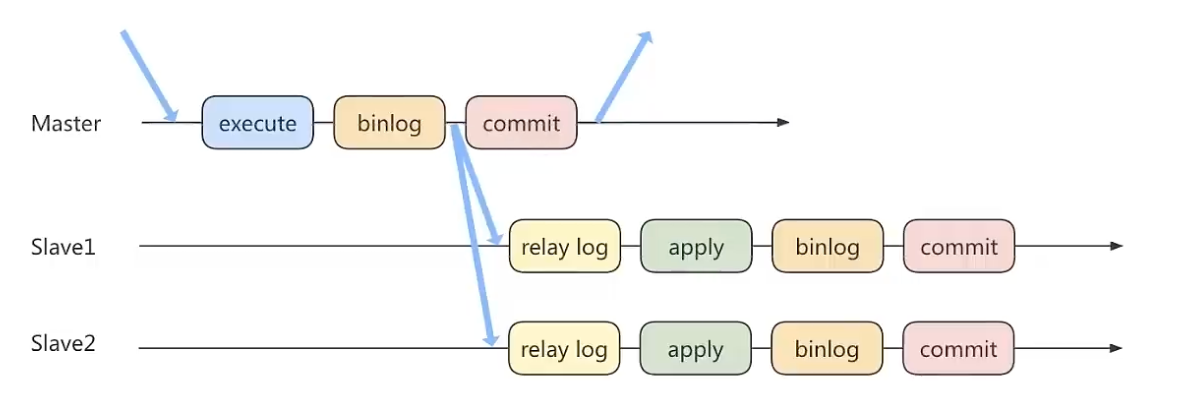 Master execute binlog commit
Slave1 relay log apply binlog commit
Slave2 relay log apply binlog commit